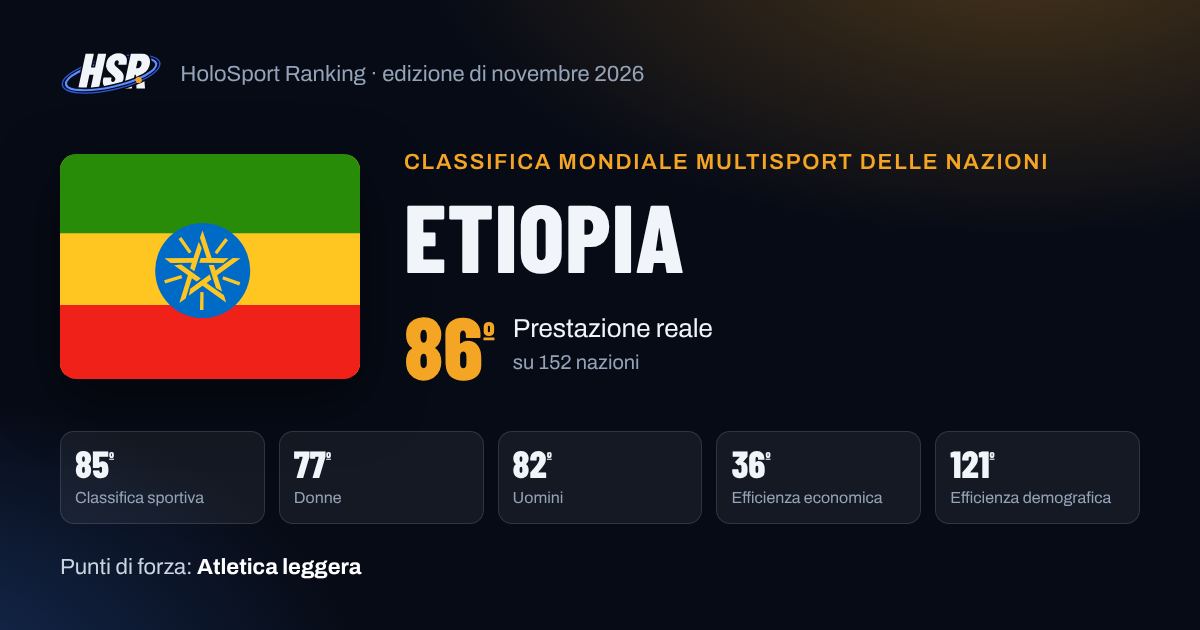 HSR
HoloSport Ranking · edizione di novembre 2026
CLASSIFICA MONDIALE MULTISPORT DELLE NAZIONI
ETIOPIA
86º
Prestazione reale
su 152 nazioni
85º
Classifica sportiva
77º
Donne
82º
Uomini
36º
Efficienza economica
121º
Efficienza demografica
Punti di forza: Atletica leggera